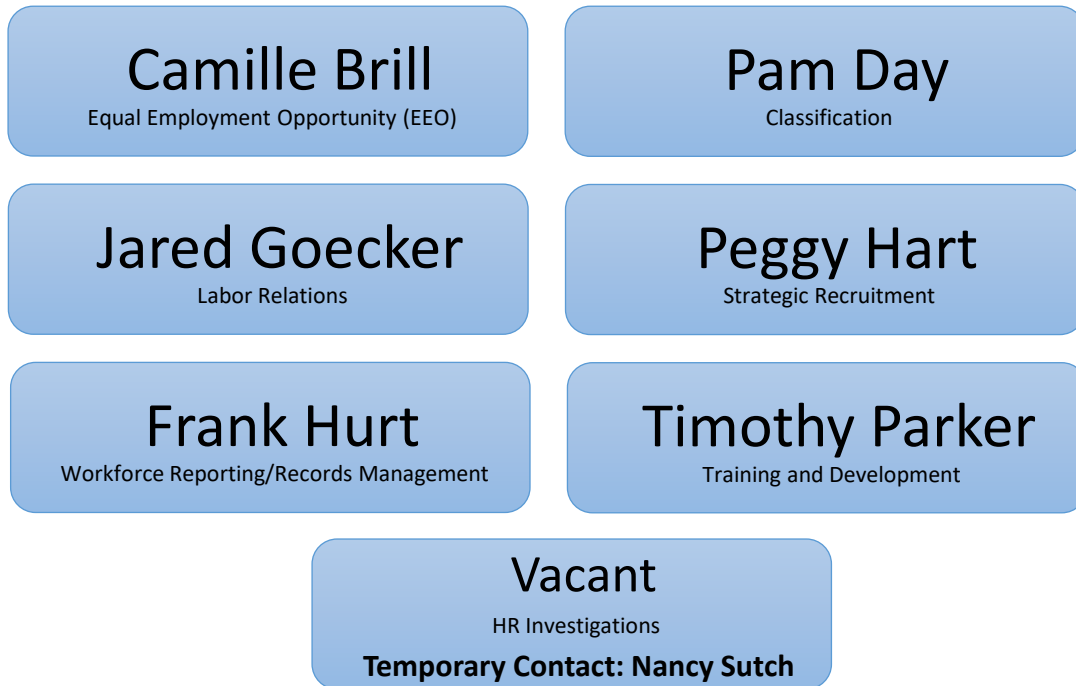 Camille Brill
Equal Employment Opportunity (EEO)
Pam Day
Classification
Jared Goecker
Labor Relations
Peggy Hart
Strategic Recruitment
Frank Hurt
Workforce Reporting/Records Management
Timothy Parker
Training and Development
Vacant
HR Investigations
Temporary Contact: Nancy Sutch